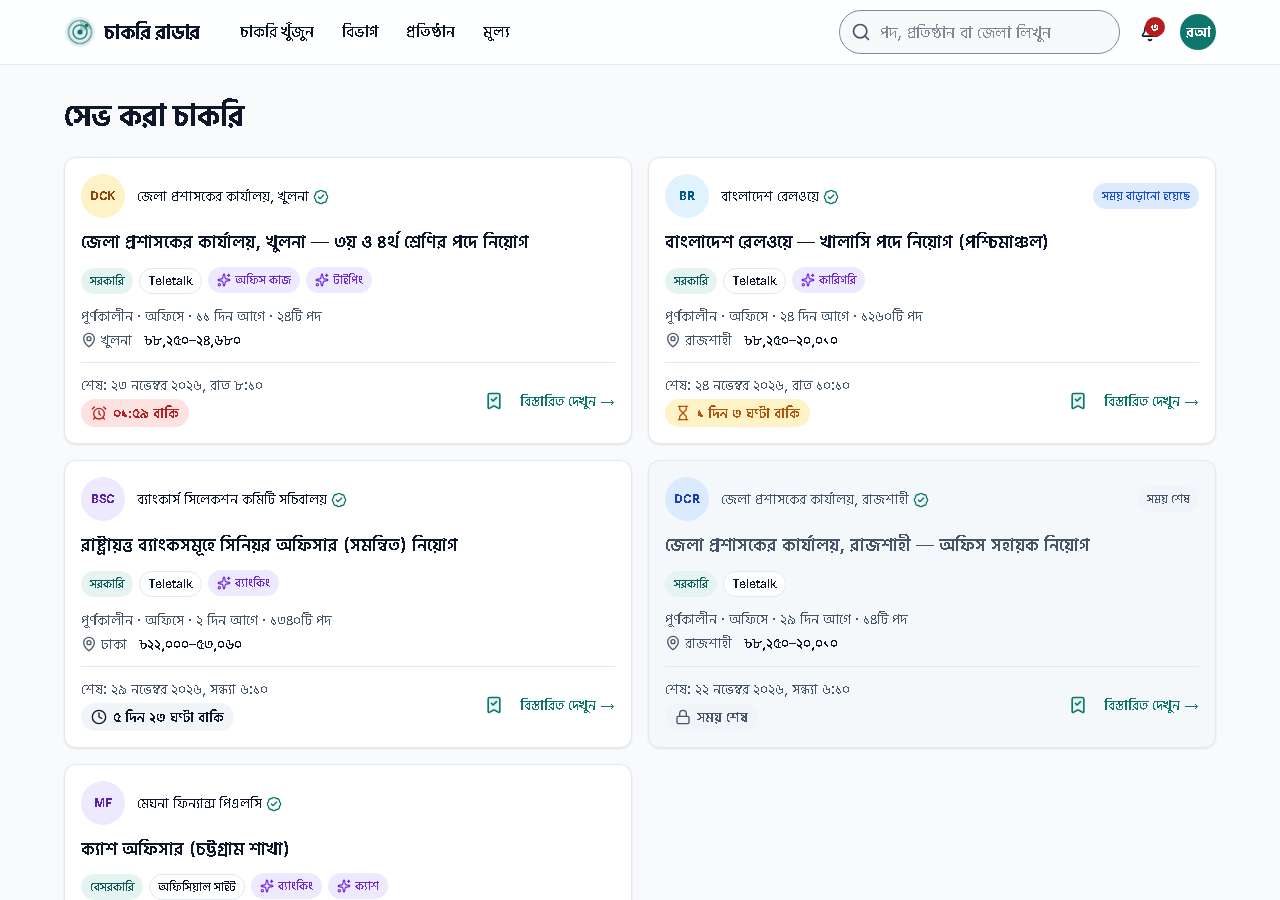 চাকরি রাডার
চাকরি খুঁজুন
বিভাগ
প্রতিষ্ঠান
মূল্য
পদ, প্রতিষ্ঠান বা জেলা লিখুন
৩
রআ
সেভ করা চাকরি
DCK
জেলা প্রশাসকের কার্যালয়, খুলনা
জেলা প্রশাসকের কার্যালয়, খুলনা — ৩য় ও ৪র্থ শ্রেণির পদে নিয়োগ
সরকারি
Teletalk
অফিস কাজ
টাইপিং
পূর্ণকালীন · অফিসে · ১১ দিন আগে · ২৪টি পদ
খুলনা ৳৮,২৫০–২৪,৬৮০
শেষ: ২৩ নভেম্বর ২০২৬, রাত ৮:১০
০১:৫৯ বাকি
বিস্তারিত দেখুন →
BR
বাংলাদেশ রেলওয়ে
সময় বাড়ানো হয়েছে
বাংলাদেশ রেলওয়ে — খালাসি পদে নিয়োগ (পশ্চিমাঞ্চল)
সরকারি
Teletalk
কারিগরি
পূর্ণকালীন · অফিসে · ২৪ দিন আগে · ১২৬০টি পদ
রাজশাহী ৳৮,২৫০–২০,০১০
শেষ: ২৪ নভেম্বর ২০২৬, রাত ১০:১০
১ দিন ৩ ঘণ্টা বাকি
বিস্তারিত দেখুন →
BSC
ব্যাংকার্স সিলেকশন কমিটি সচিবালয়
রাষ্ট্রায়ত্ত ব্যাংকসমূহে সিনিয়র অফিসার (সমন্বিত) নিয়োগ
সরকারি
Teletalk
ব্যাংকিং
পূর্ণকালীন · অফিসে · ২ দিন আগে · ১৩৪০টি পদ
ঢাকা ৳২২,০০০–৫৩,০৬০
শেষ: ২৯ নভেম্বর ২০২৬, সন্ধ্যা ৬:১০
৫ দিন ২৩ ঘণ্টা বাকি
বিস্তারিত দেখুন →
DCR
জেলা প্রশাসকের কার্যালয়, রাজশাহী
সময় শেষ
জেলা প্রশাসকের কার্যালয়, রাজশাহী — অফিস সহায়ক নিয়োগ
সরকারি
Teletalk
পূর্ণকালীন · অফিসে · ২৯ দিন আগে · ১৪টি পদ
রাজশাহী ৳৮,২৫০–২০,০১০
শেষ: ২২ নভেম্বর ২০২৬, সন্ধ্যা ৬:১০
সময় শেষ
বিস্তারিত দেখুন →
MF
মেঘনা ফিন্যান্স পিএলসি
ক্যাশ অফিসার (চট্টগ্রাম শাখা)
বেসরকারি
অফিসিয়াল সাইট
ব্যাংকিং
ক্যাশ